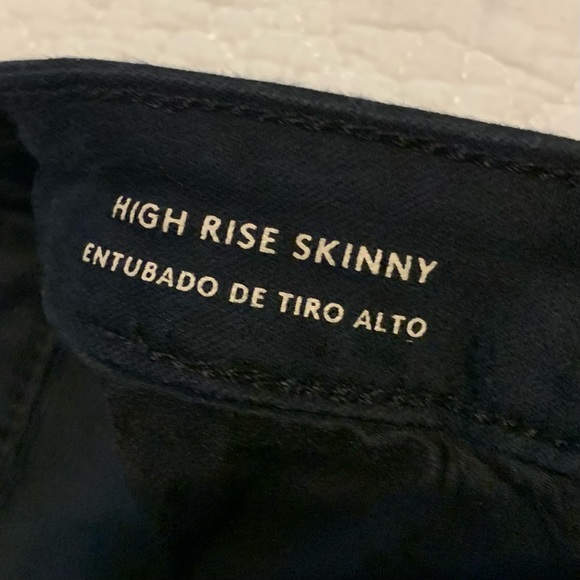 HIGH RISE SKINNY
ENTUBADO DE TIRO ALTO